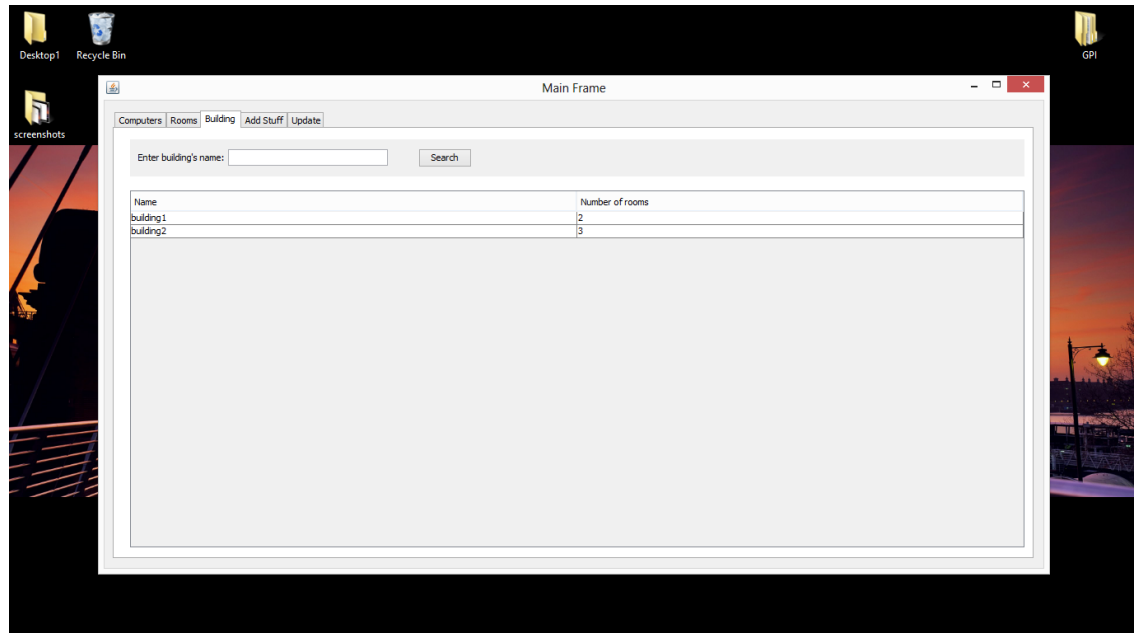 Desktop1 Recycle Bin GPI
screenshots
Main Frame
Computers Rooms Building Add Stuff Update
Enter building's name: Search
Name Number of rooms
building1 2
building2 3